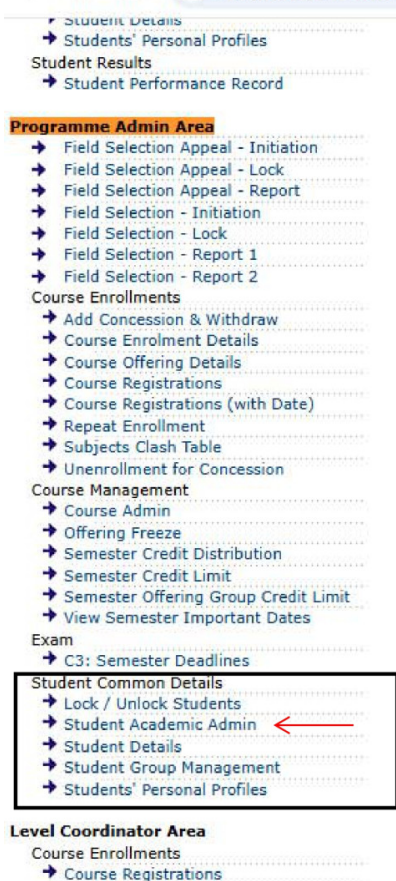 Student Details
Students' Personal Profiles
Student Results
Student Performance Record
Programme Admin Area
Field Selection Appeal - Initiation
Field Selection Appeal - Lock
Field Selection Appeal - Report
Field Selection - Initiation
Field Selection - Lock
Field Selection - Report 1
Field Selection - Report 2
Course Enrollments
Add Concession & Withdraw
Course Enrolment Details
Course Offering Details
Course Registrations
Course Registrations (with Date)
Repeat Enrollment
Subjects Clash Table
Unenrollment for Concession
Course Management
Course Admin
Offering Freeze
Semester Credit Distribution
Semester Credit Limit
Semester Offering Group Credit Limit
View Semester Important Dates
Exam
C3: Semester Deadlines
Student Common Details
Lock / Unlock Students
Student Academic Admin
Student Details
Student Group Management
Students' Personal Profiles
Level Coordinator Area
Course Enrollments
Course Registrations